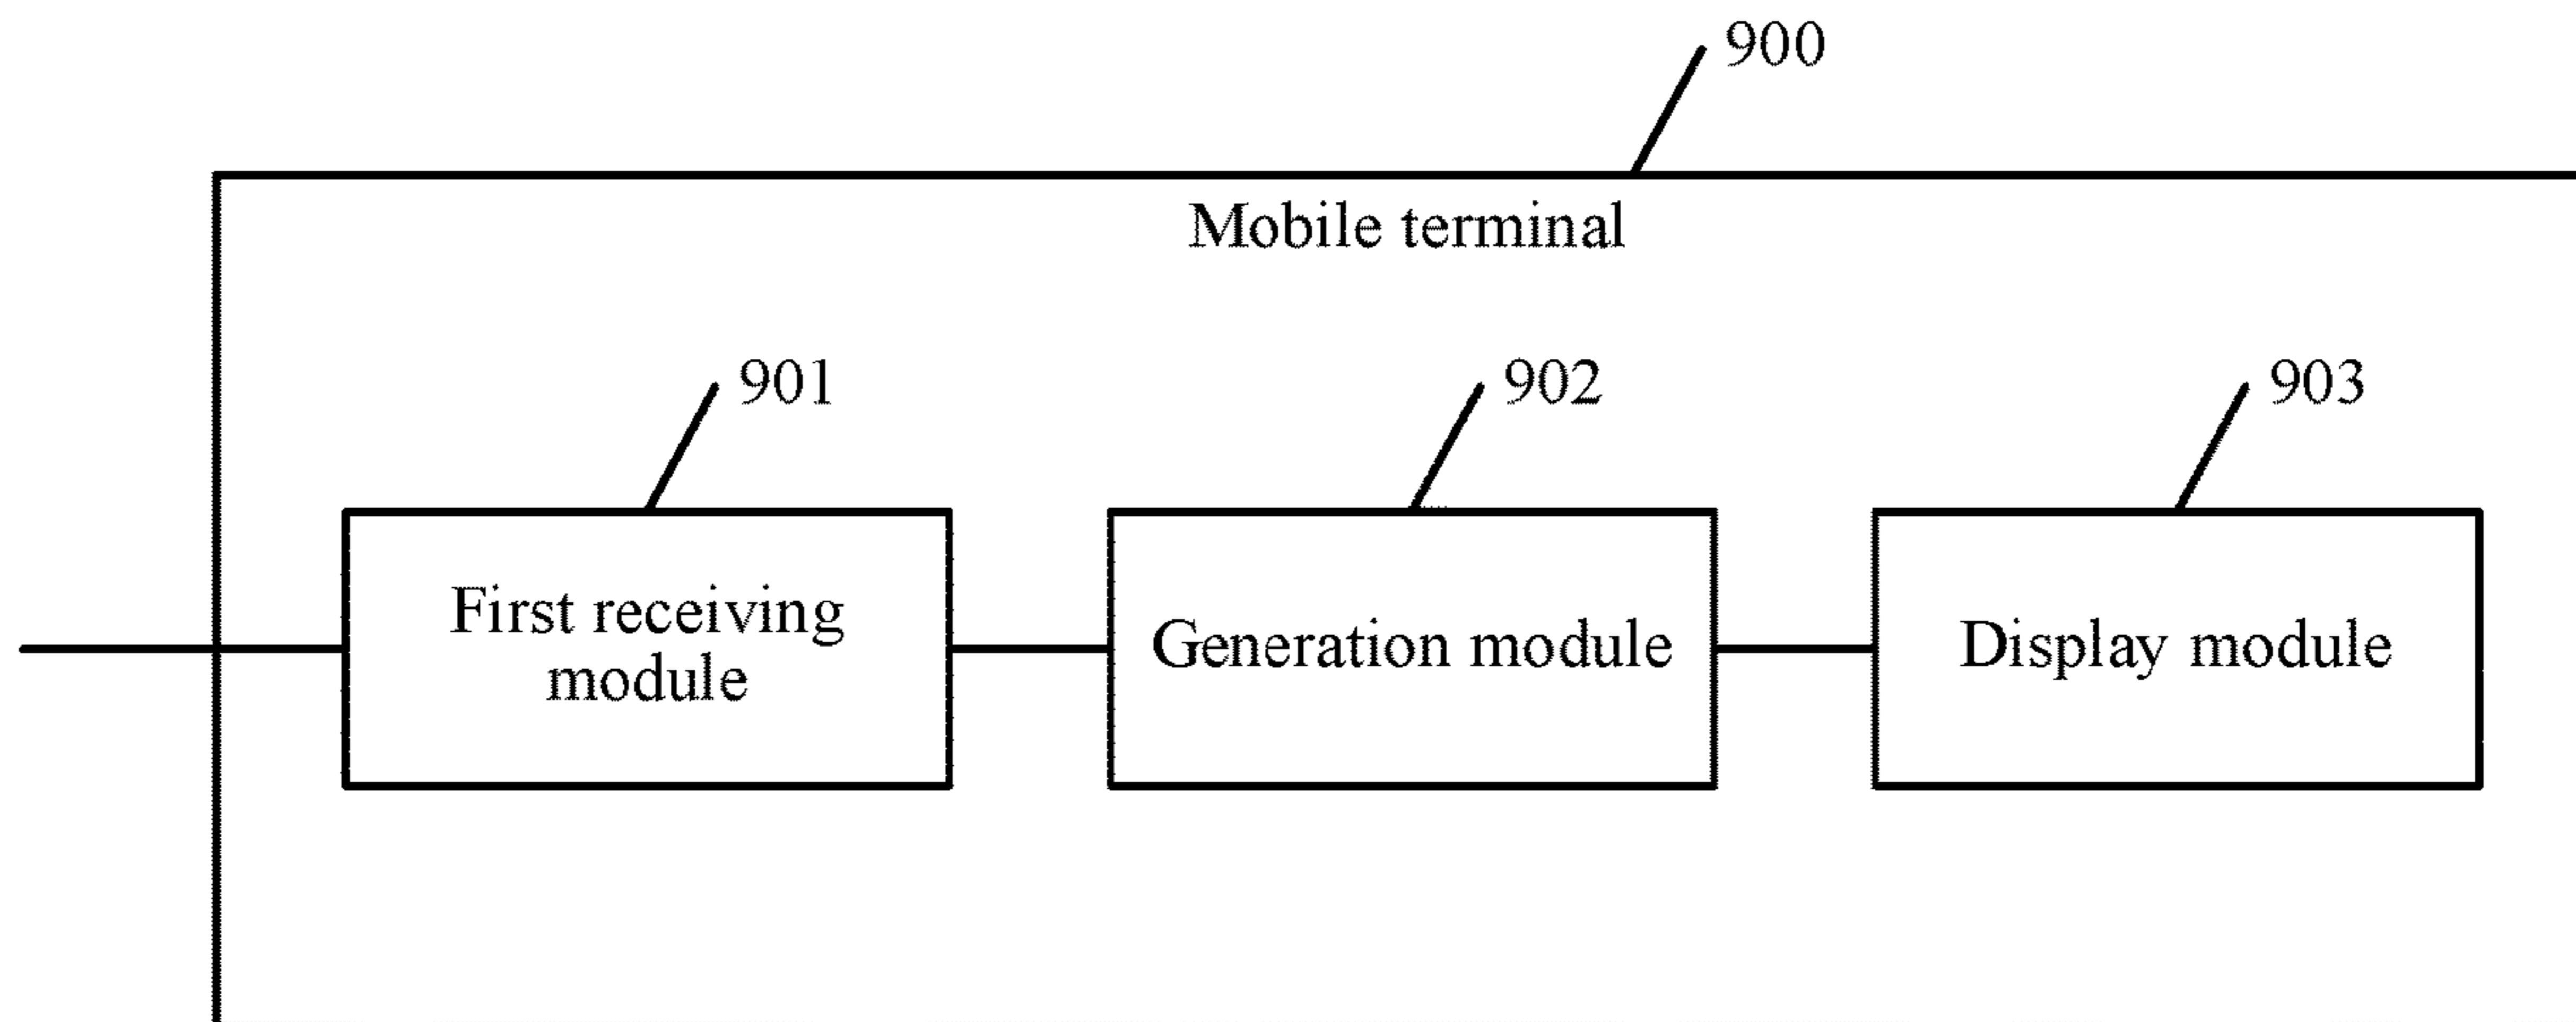 900
Mobile terminal
901
902
903
First receiving
module
Generation module
Display module